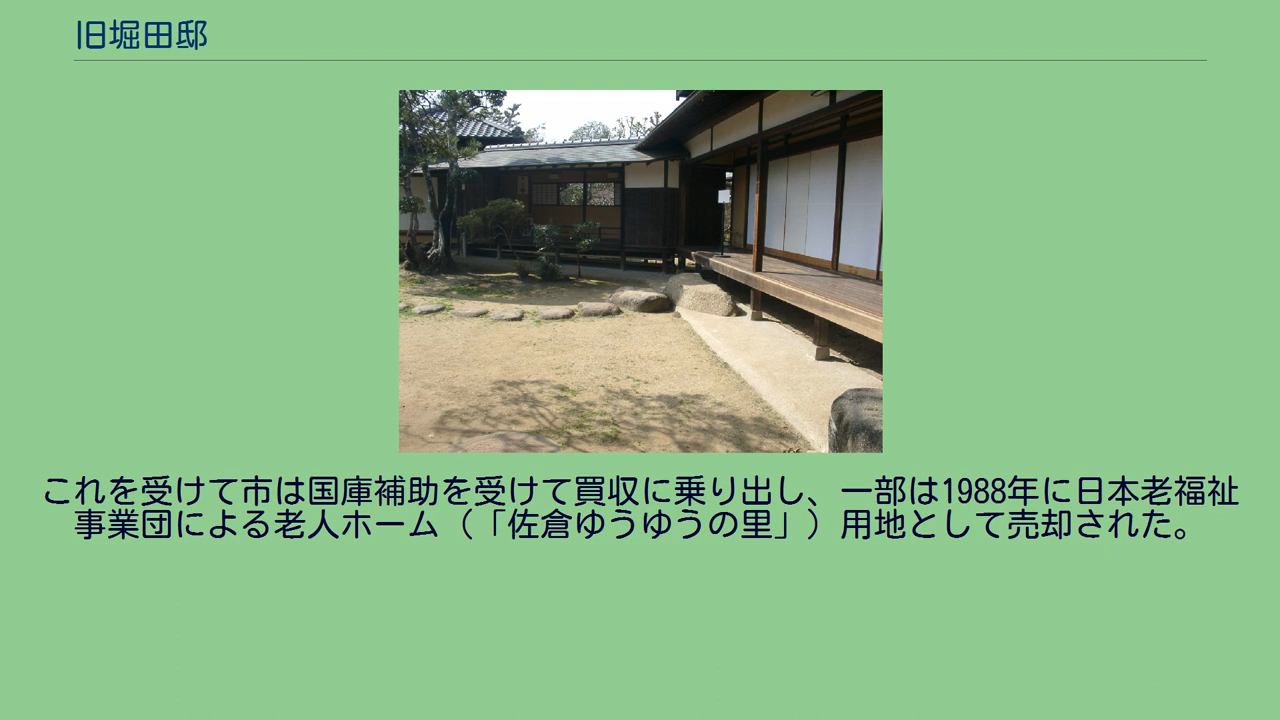 旧堀田邸
これを受けて市は国庫補助を受けて買収に乗り出し、一部は1988年に日本老福祉
事業団による老人ホーム（「佐倉ゆうゆうの里」）用地として売却された。